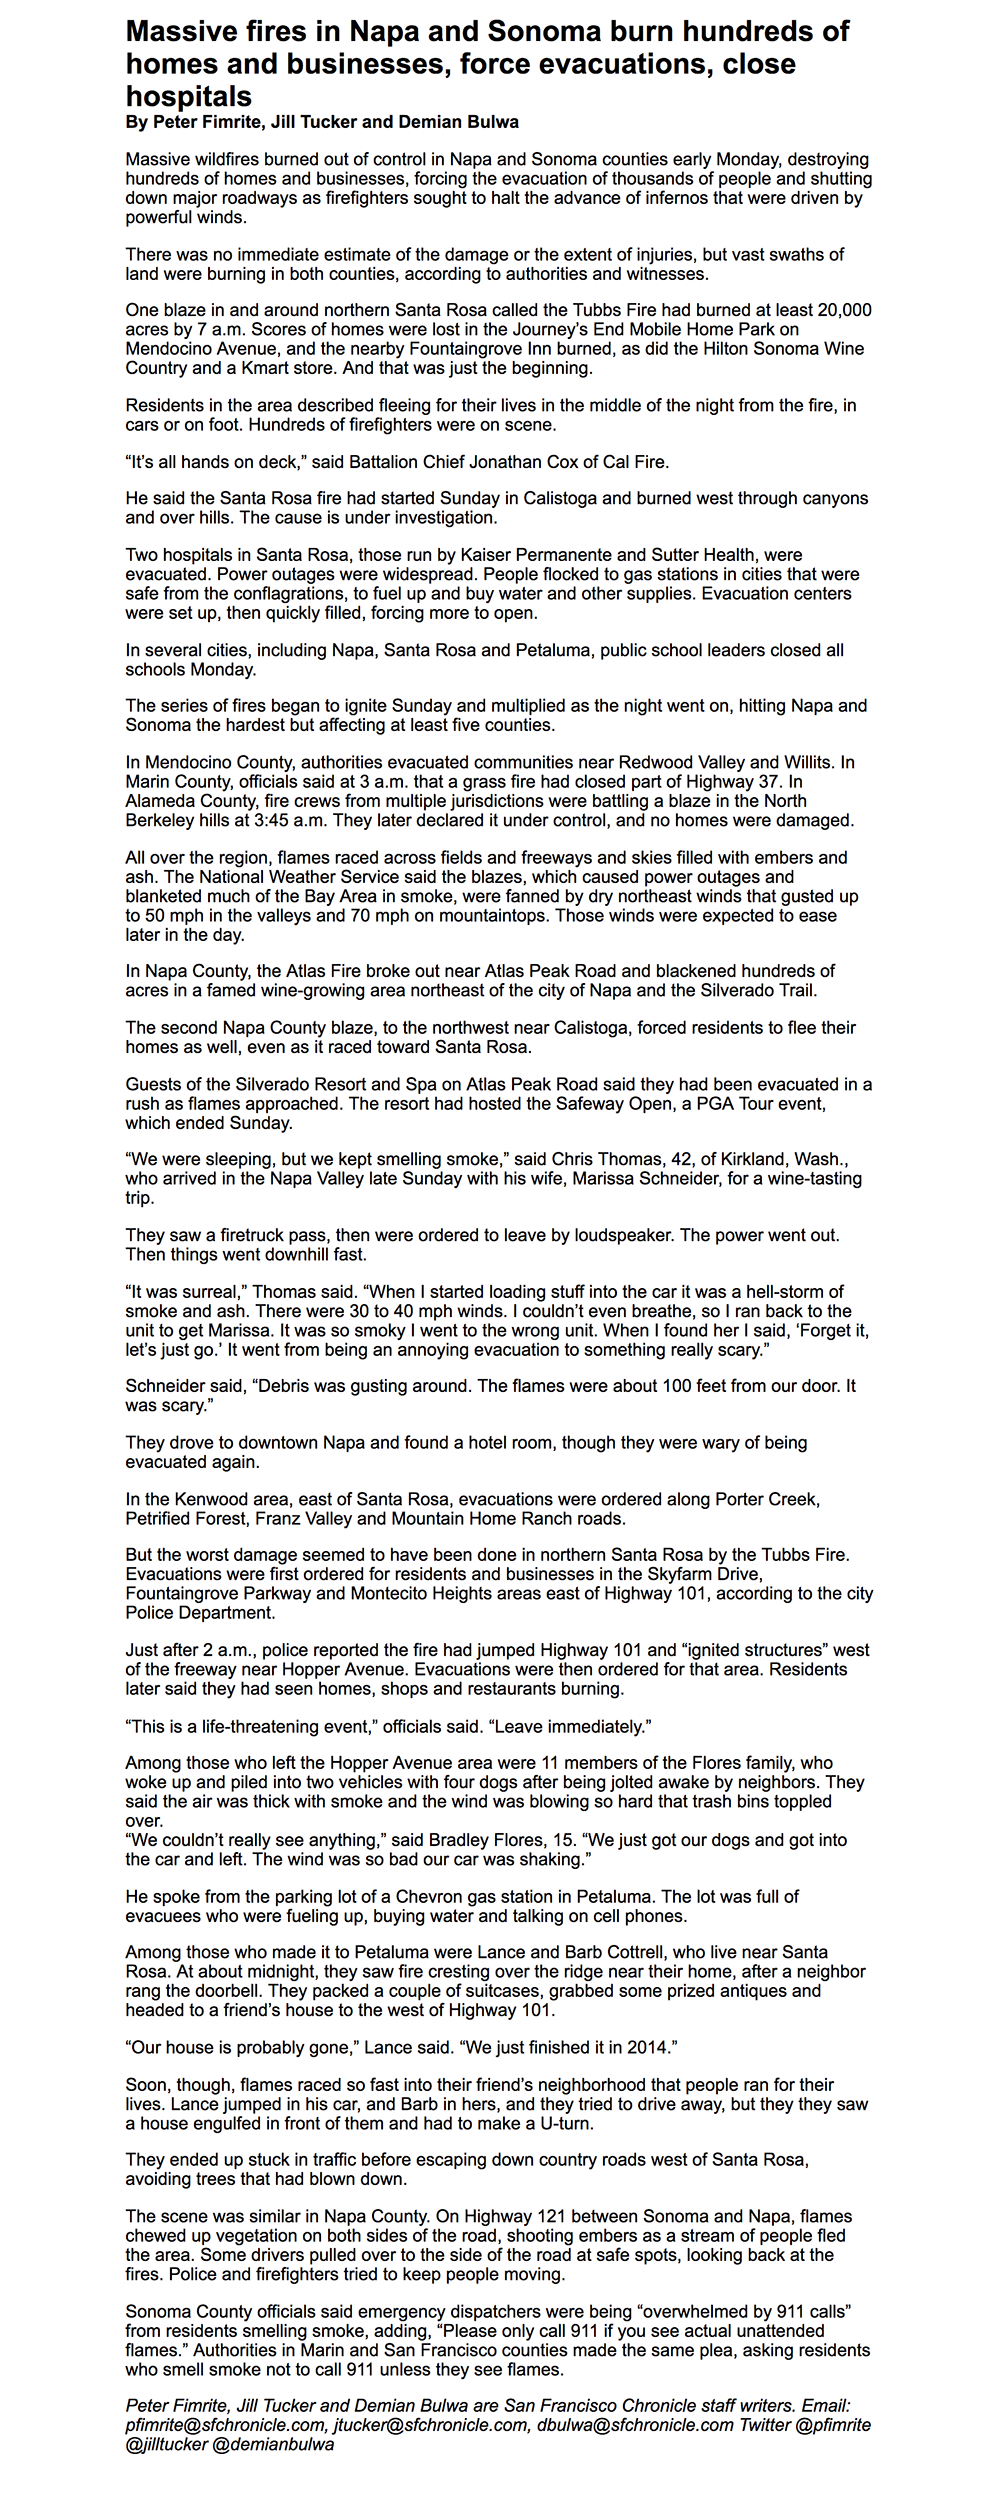 Massive fires in Napa and Sonoma burn hundreds of
homes and businesses, force evacuations, close
hospitals
By Peter Fimrite, Jill Tucker and Demian Bulwa
Massive wildfires burned out of control in Napa and Sonoma counties early Monday, destroying
hundreds of homes and businesses, forcing the evacuation of thousands of people and shutting
down major roadways as firefighters sought to halt the advance of infernos that were driven by
powerful winds.
There was no immediate estimate of the damage or the extent of injuries, but vast swaths of
land were burning in both counties, according to authorities and witnesses.
One blaze in and around northern Santa Rosa called the Tubbs Fire had burned at least 20,000
acres by 7 a.m. Scores of homes were lost in the Journey’s End Mobile Home Park on
Mendocino Avenue, and the nearby Fountaingrove Inn burned, as did the Hilton Sonoma Wine
Country and a Kmart store. And that was just the beginning.
Residents in the area described fleeing for their lives in the middle of the night from the fire, in
cars or on foot. Hundreds of firefighters were on scene.
“It’s all hands on deck,” said Battalion Chief Jonathan Cox of Cal Fire.
He said the Santa Rosa fire had started Sunday in Calistoga and burned west through canyons
and over hills. The cause is under investigation.
Two hospitals in Santa Rosa, those run by Kaiser Permanente and Sutter Health, were
evacuated. Power outages were widespread. People flocked to gas stations in cities that were
safe from the conflagrations, to fuel up and buy water and other supplies. Evacuation centers
were set up, then quickly filled, forcing more to open.
In several cities, including Napa, Santa Rosa and Petaluma, public school leaders closed all
schools Monday.
The series of fires began to ignite Sunday and multiplied as the night went on, hitting Napa and
Sonoma the hardest but affecting at least five counties.
In Mendocino County, authorities evacuated communities near Redwood Valley and Willits. In
Marin County, officials said at 3 a.m. that a grass fire had closed part of Highway 37. In
Alameda County, fire crews from multiple jurisdictions were battling a blaze in the North
Berkeley hills at 3:45 a.m. They later declared it under control, and no homes were damaged.
All over the region, flames raced across fields and freeways and skies filled with embers and
ash. The National Weather Service said the blazes, which caused power outages and
blanketed much of the Bay Area in smoke, were fanned by dry northeast winds that gusted up
to 50 mph in the valleys and 70 mph on mountaintops. Those winds were expected to ease
later in the day.
In Napa County, the Atlas Fire broke out near Atlas Peak Road and blackened hundreds of
acres in a famed wine-growing area northeast of the city of Napa and the Silverado Trail.
The second Napa County blaze, to the northwest near Calistoga, forced residents to flee their
homes as well, even as it raced toward Santa Rosa.
Guests of the Silverado Resort and Spa on Atlas Peak Road said they had been evacuated in a
rush as flames approached. The resort had hosted the Safeway Open, a PGA Tour event,
which ended Sunday.
“We were sleeping, but we kept smelling smoke,” said Chris Thomas, 42, of Kirkland, Wash.,
who arrived in the Napa Valley late Sunday with his wife, Marissa Schneider, for a wine-tasting
trip.
They saw a firetruck pass, then were ordered to leave by loudspeaker. The power went out.
Then things went downhill fast.
“It was surreal,” Thomas said. “When I started loading stuff into the car it was a hell-storm of
smoke and ash. There were 30 to 40 mph winds. I couldn’t even breathe, so I ran back to the
unit to get Marissa. It was so smoky I went to the wrong unit. When I found her I said, ‘Forget it,
let’s just go.’ It went from being an annoying evacuation to something really scary.”
Schneider said, “Debris was gusting around. The flames were about 100 feet from our door. It
was scary.”
They drove to downtown Napa and found a hotel room, though they were wary of being
evacuated again.
In the Kenwood area, east of Santa Rosa, evacuations were ordered along Porter Creek,
Petrified Forest, Franz Valley and Mountain Home Ranch roads.
But the worst damage seemed to have been done in northern Santa Rosa by the Tubbs Fire.
Evacuations were first ordered for residents and businesses in the Skyfarm Drive,
Fountaingrove Parkway and Montecito Heights areas east of Highway 101, according to the city
Police Department.
Just after 2 a.m., police reported the fire had jumped Highway 101 and “ignited structures” west
of the freeway near Hopper Avenue. Evacuations were then ordered for that area. Residents
later said they had seen homes, shops and restaurants burning.
“This is a life-threatening event,” officials said. “Leave immediately.”
Among those who left the Hopper Avenue area were 11 members of the Flores family, who
woke up and piled into two vehicles with four dogs after being jolted awake by neighbors. They
said the air was thick with smoke and the wind was blowing so hard that trash bins toppled
over.
“We couldn’t really see anything,” said Bradley Flores, 15. “We just got our dogs and got into
the car and left. The wind was so bad our car was shaking.”
He spoke from the parking lot of a Chevron gas station in Petaluma. The lot was full of
evacuees who were fueling up, buying water and talking on cell phones.
Among those who made it to Petaluma were Lance and Barb Cottrell, who live near Santa
Rosa. At about midnight, they saw fire cresting over the ridge near their home, after a neighbor
rang the doorbell. They packed a couple of suitcases, grabbed some prized antiques and
headed to a friend’s house to the west of Highway 101.
“Our house is probably gone,” Lance said. “We just finished it in 2014.”
Soon, though, flames raced so fast into their friend’s neighborhood that people ran for their
lives. Lance jumped in his car, and Barb in hers, and they tried to drive away, but they they saw
a house engulfed in front of them and had to make a U-turn.
They ended up stuck in traffic before escaping down country roads west of Santa Rosa,
avoiding trees that had blown down.
The scene was similar in Napa County. On Highway 121 between Sonoma and Napa, flames
chewed up vegetation on both sides of the road, shooting embers as a stream of people fled
the area. Some drivers pulled over to the side of the road at safe spots, looking back at the
fires. Police and firefighters tried to keep people moving.
Sonoma County officials said emergency dispatchers were being “overwhelmed by 911 calls”
from residents smelling smoke, adding, “Please only call 911 if you see actual unattended
flames.” Authorities in Marin and San Francisco counties made the same plea, asking residents
who smell smoke not to call 911 unless they see flames.
Peter Fimrite, Jill Tucker and Demian Bulwa are San Francisco Chronicle staff writers. Email:
pfimrite@sfchronicle.com, jtucker@sfchronicle.com, dbulwa@sfchronicle.com Twitter @pfimrite
@jilltucker @demianbulwa